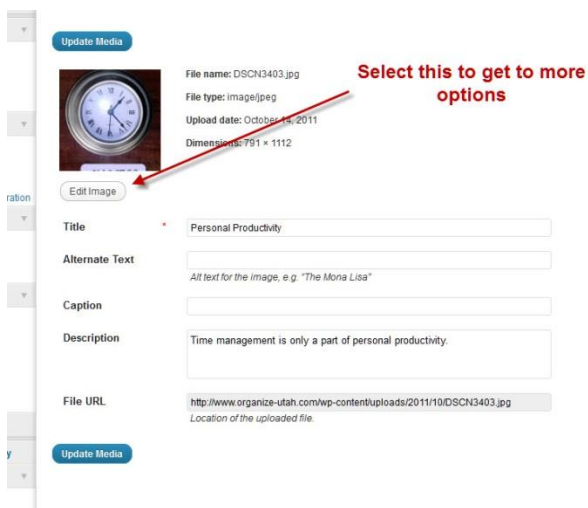 Update Media
File name: DSCN3403.jpg
Select this to get to more
options
File type: image/jpeg
Upload date: October 14, 2011
Dimensions: 791 × 1112
Edit Image
ration
Title * Personal Productivity
Alternate Text
Alt text for the image, e.g. "The Mona Lisa"
Caption
Description Time management is only a part of personal productivity.
File URL http://www.organize-utah.com/wp-content/uploads/2011/10/DSCN3403.jpg
Location of the uploaded file.
y
Update Media